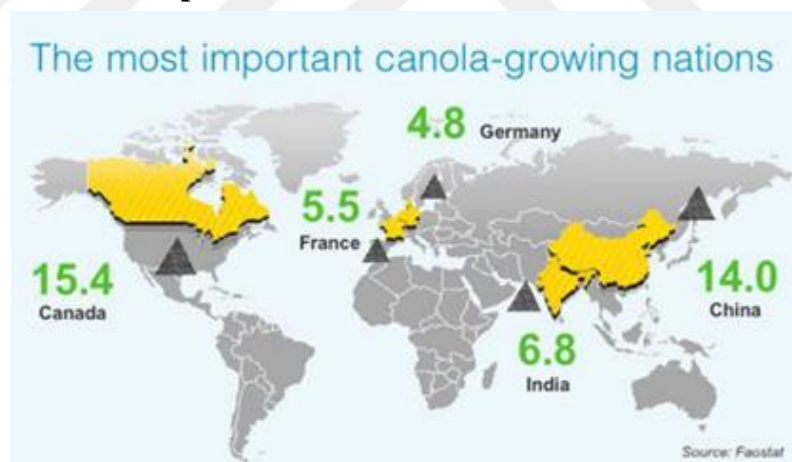 The most important canola-growing nations
4.8 Germany
5.5
France
15.4
Canada
14.0
China
6.8
India
Source: Faostat